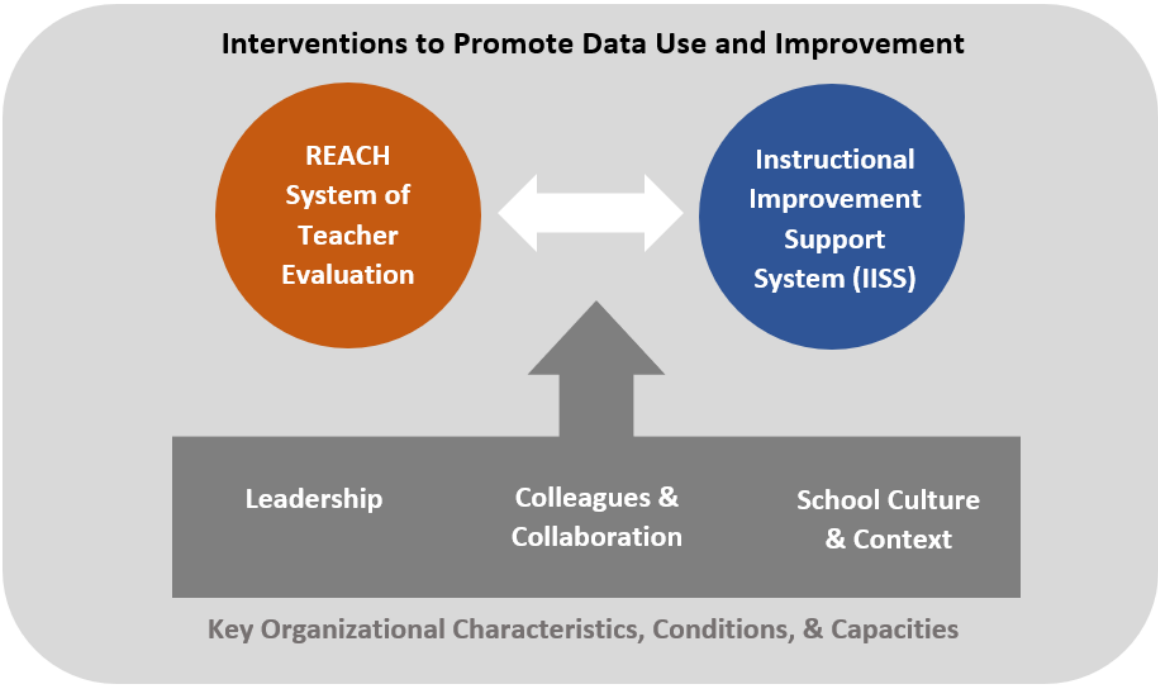 Interventions to Promote Data Use and Improvement
REACH
System of
Teacher
Evaluation
Instructional
Improvement
Support
System (IISS)
Leadership
Colleagues &
Collaboration
School Culture
& Context
Key Organizational Characteristics, Conditions, & Capacities